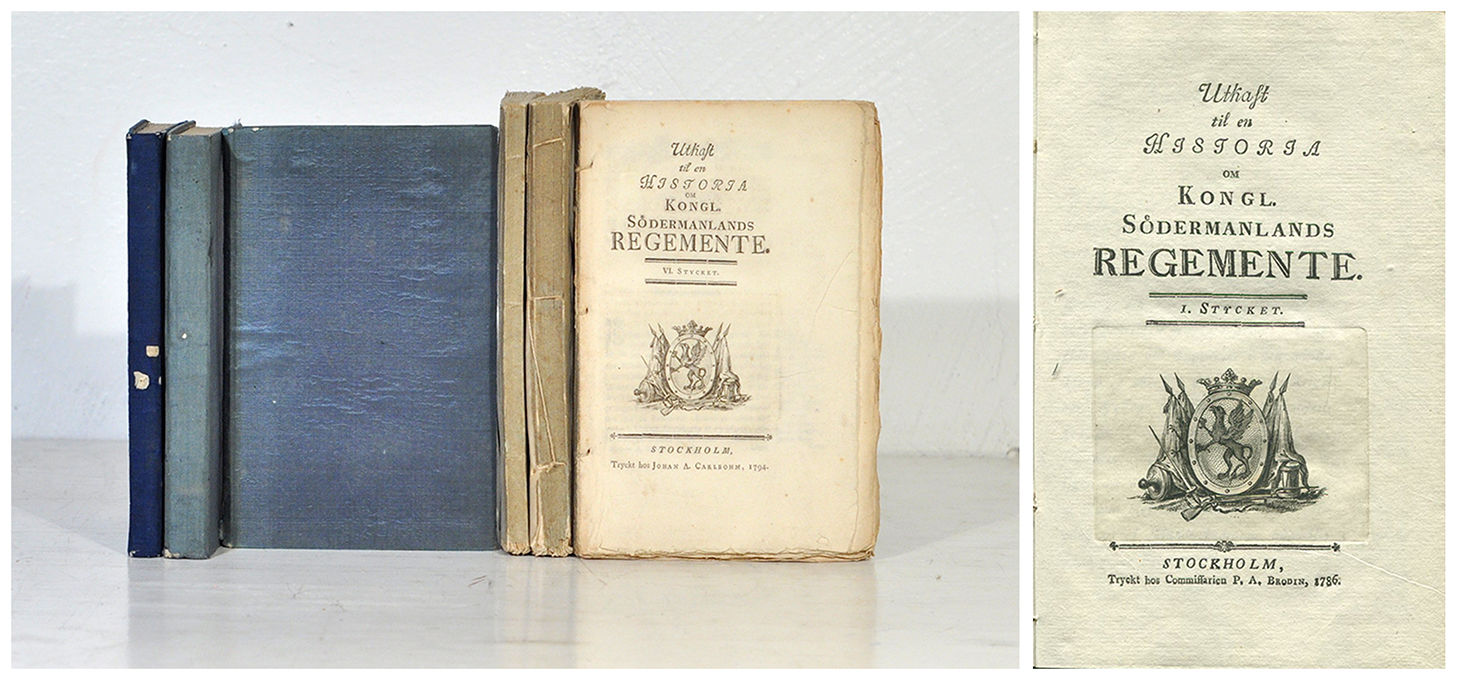 Utkaſt
til en
HISTORIA
OM
KONGL.
SÖDERMANLANDS
REGEMENTE.
VI. STYCKET.
STOCKHOLM,
Tryckt hos JOHAN A. CARLBOHM, 1794.
Utkaſt
til en
HISTORIA
OM
KONGL.
SÖDERMANLANDS
REGEMENTE.
I. STYCKET.
STOCKHOLM,
Tryckt hos Commiſſarien P. A. BRODIN, 1786.